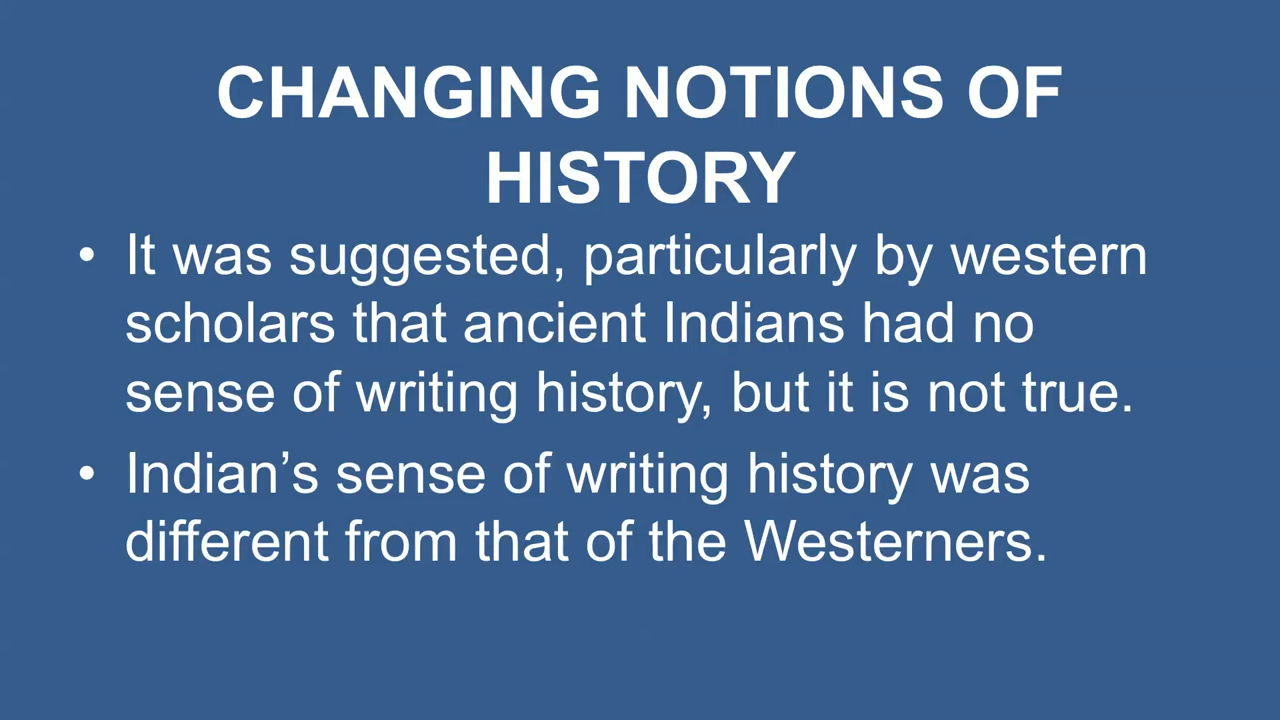 CHANGING NOTIONS OF
HISTORY
• It was suggested, particularly by western
scholars that ancient Indians had no
sense of writing history, but it is not true.
• Indian’s sense of writing history was
different from that of the Westerners.